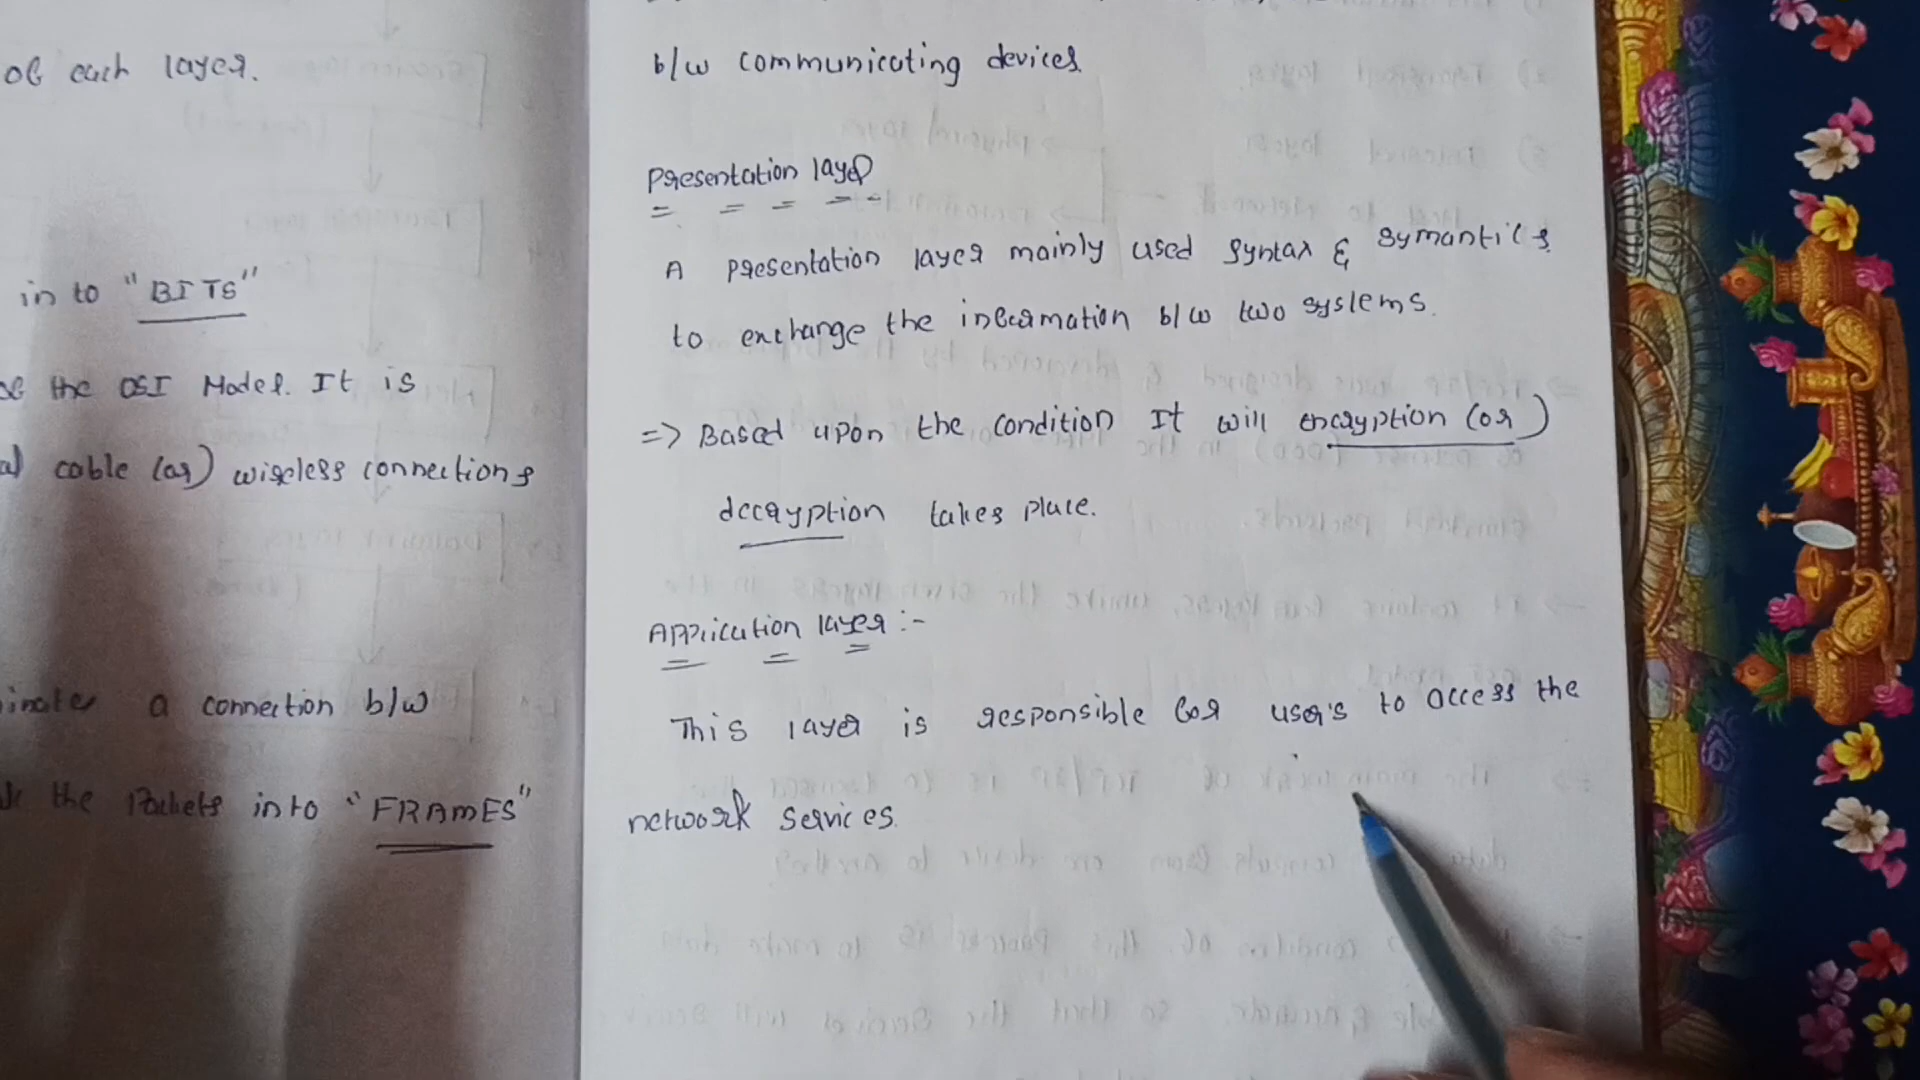 of each layer.
in to "BITS"
of the OSI Model. It is
cable (or) wireless connections
a connection b/w
the Packets into "FRAMES"
b/w communicating devices
Presentation layer
A presentation layer mainly used syntax & symantics
to exchange the information b/w two systems.
=> Based upon the condition It will encryption (or)
decryption takes place.
Application layer :-
This layer is responsible for user's to access the
network services.